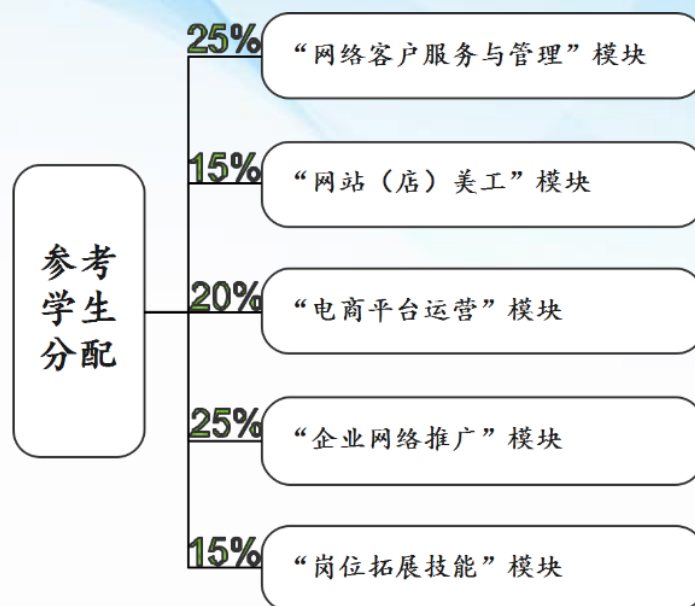 25%
“网络客户服务与管理”模块
15%
“网站（店）美工”模块
参考
学生
分配
20%
“电商平台运营”模块
25%
“企业网络推广”模块
15%
“岗位拓展技能”模块